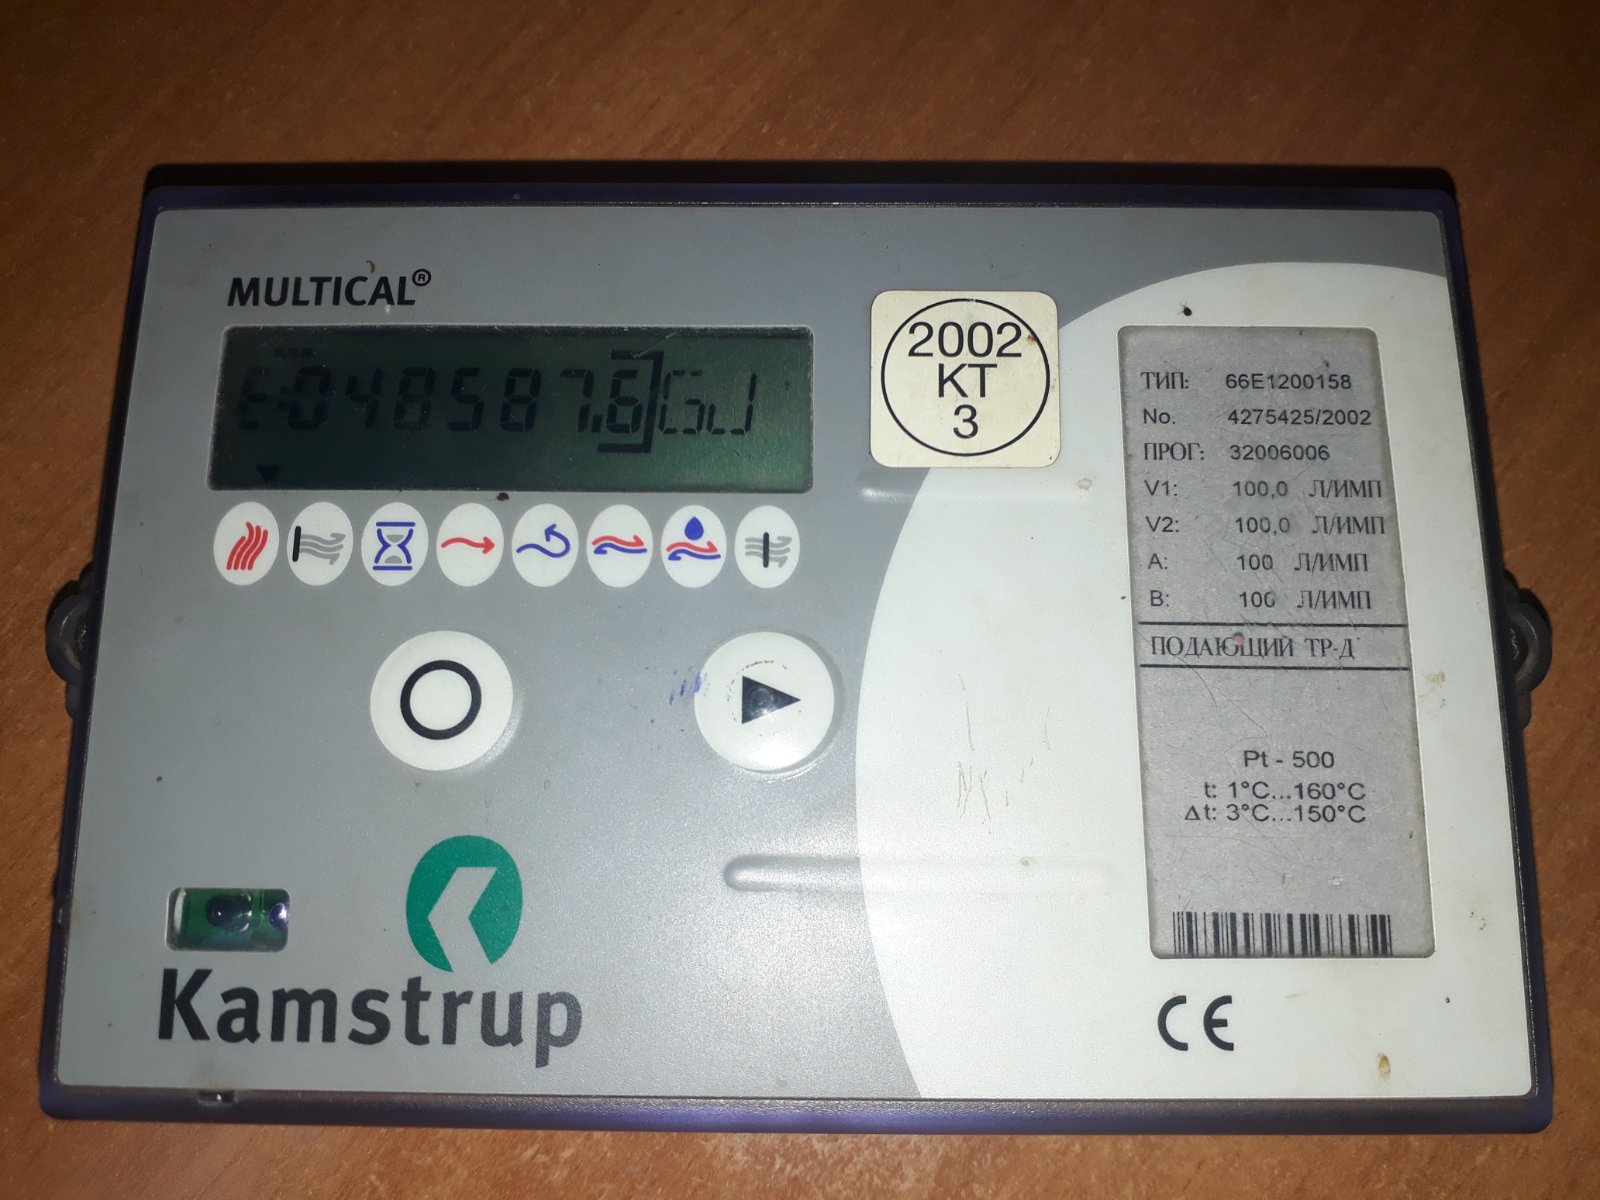 MULTICAL®
E-0485877.6 GJ
2002
KT
3
ТИП: 66E1200158
No. 4275425/2002
ПРОГ: 32006006
V1: 100,0 Л/ИМП
V2: 100,0 Л/ИМП
A: 100 Л/ИМП
B: 100 Л/ИМП
ПОДАЮЩИЙ ТР-Д
Pt - 500
t: 1°C...160°C
Δt: 3°C...150°C
Kamstrup
CE